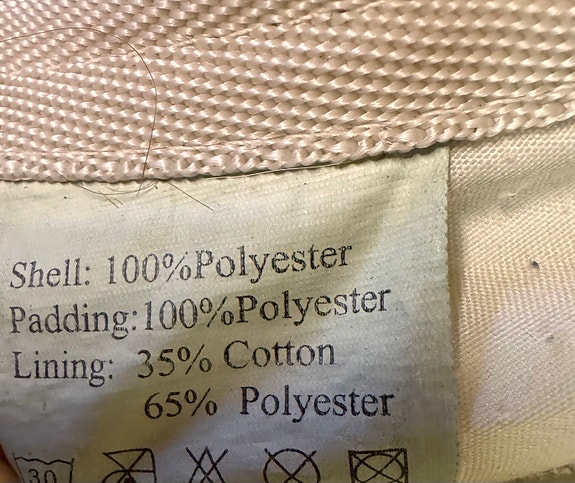 Shell: 100%Polyester
Padding:100%Polyester
Lining: 35% Cotton
65% Polyester
30